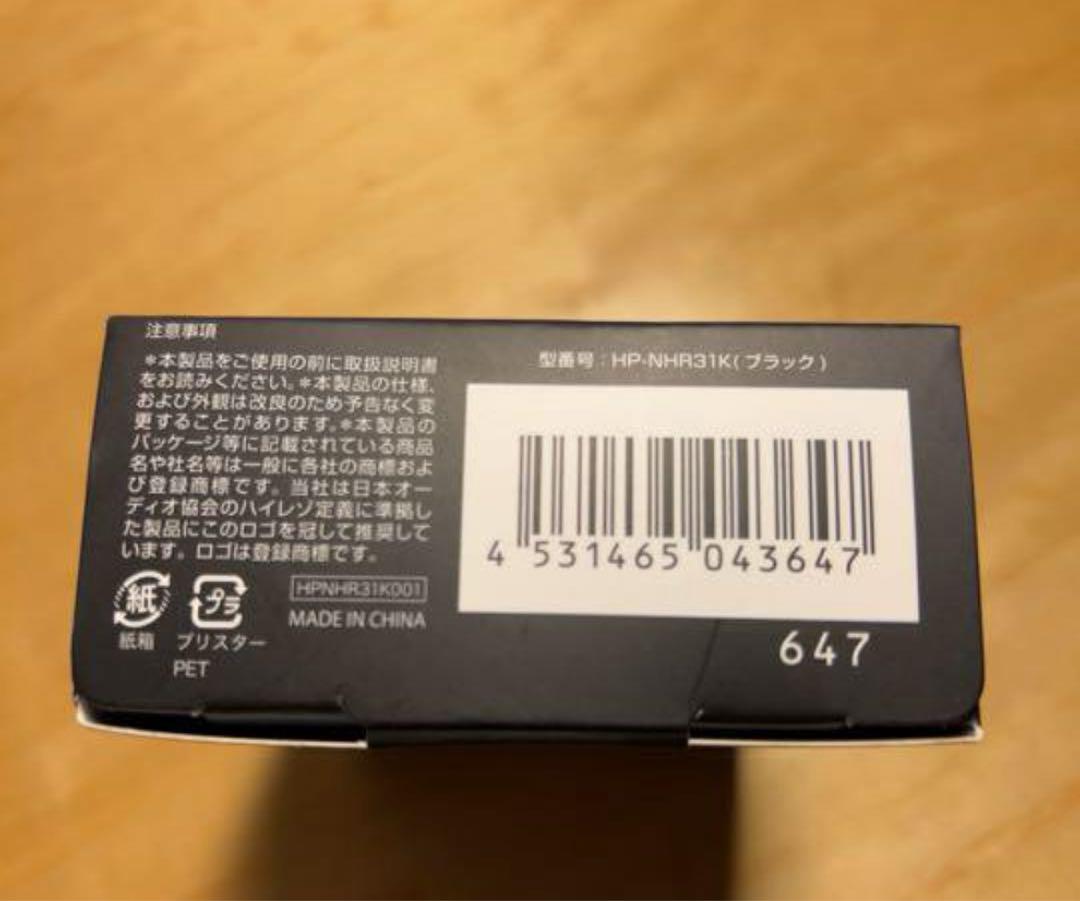 注意事項
*本製品をご使用の前に取扱説明書
をお読みください。*本製品の仕様、
および外観は改良のため予告なく変
更することがあります。*本製品の
パッケージ等に記載されている商品
名や社名等は一般に各社の商標およ
び登録商標です。当社は日本オー
ディオ協会のハイレゾ定義に準拠し
た製品にこのロゴを冠して推奨して
います。ロゴは登録商標です。
紙 プラ
紙箱 ブリスター
PET
HPNHR31K001
MADE IN CHINA
型番号：HP-NHR31K(ブラック)
4 531465 043647
647